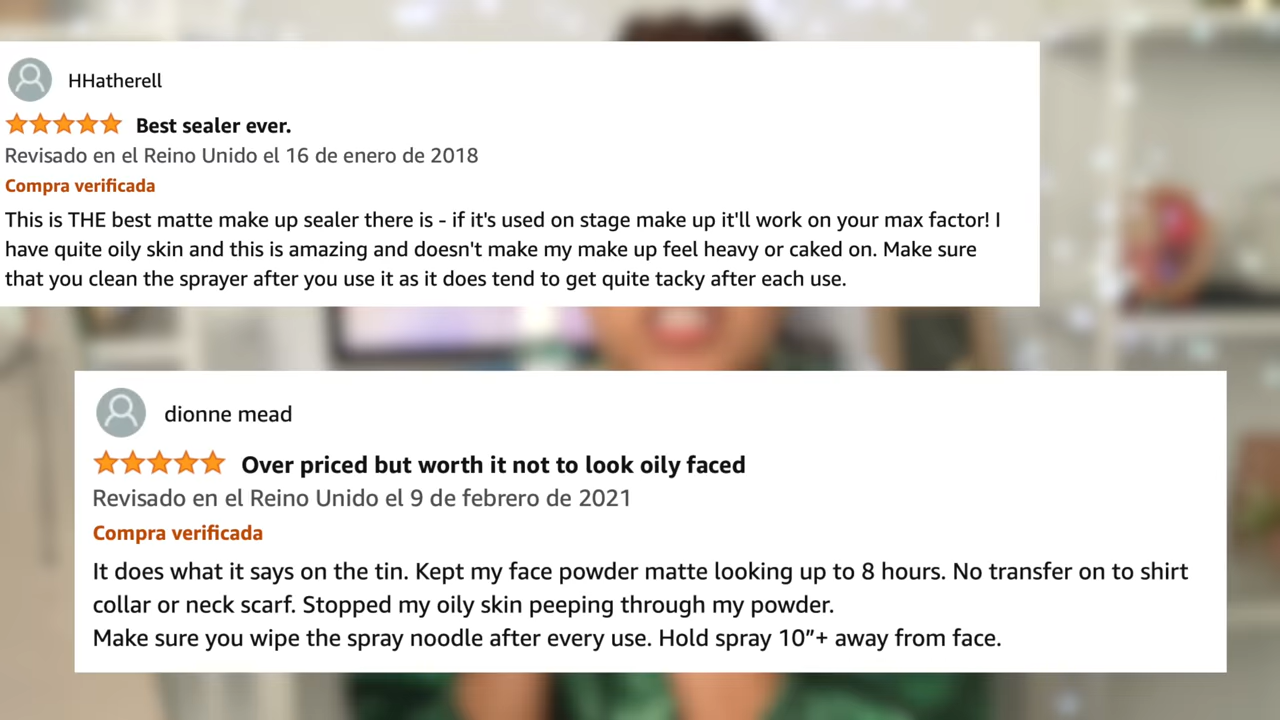 HHatherell
Best sealer ever.
Revisado en el Reino Unido el 16 de enero de 2018
Compra verificada
This is THE best matte make up sealer there is - if it's used on stage make up it'll work on your max factor! I
have quite oily skin and this is amazing and doesn't make my make up feel heavy or caked on. Make sure
that you clean the sprayer after you use it as it does tend to get quite tacky after each use.
dionne mead
Over priced but worth it not to look oily faced
Revisado en el Reino Unido el 9 de febrero de 2021
Compra verificada
It does what it says on the tin. Kept my face powder matte looking up to 8 hours. No transfer on to shirt
collar or neck scarf. Stopped my oily skin peeping through my powder.
Make sure you wipe the spray noodle after every use. Hold spray 10”+ away from face.